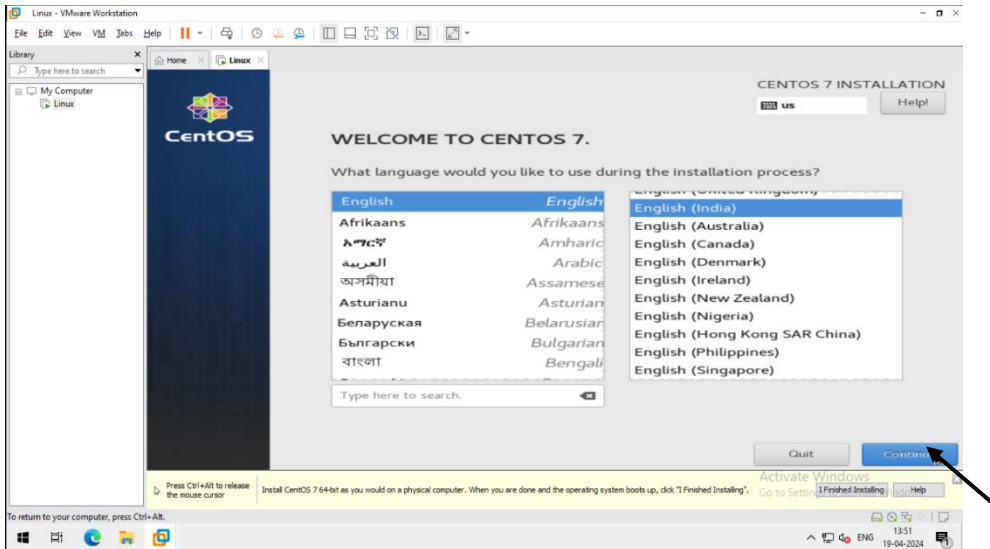 Linux - VMware Workstation
File Edit View VM Tabs Help
Library
Type here to search
My Computer
Linux
Home
Linux
CentOS
CENTOS 7 INSTALLATION
us
Help!
WELCOME TO CENTOS 7.
What language would you like to use during the installation process?
English English
Afrikaans Afrikaans
አማርኛ Amharic
العربية Arabic
অসমীয়া Assamese
Asturianu Asturian
Беларуская Belarusian
Български Bulgarian
বাংলা Bengali
Type here to search.
English (United Kingdom)
English (India)
English (Australia)
English (Canada)
English (Denmark)
English (Ireland)
English (New Zealand)
English (Nigeria)
English (Hong Kong SAR China)
English (Philippines)
English (Singapore)
Quit
Continue
Activate Windows
Press Ctrl+Alt to release
the mouse cursor
Install CentOS 7 64-bit as you would on a physical computer. When you are done and the operating system boots up, click "I Finished Installing".
Go to Settin
I Finished Installing
Help
To return to your computer, press Ctrl+Alt.
ENG
13:51
19-04-2024